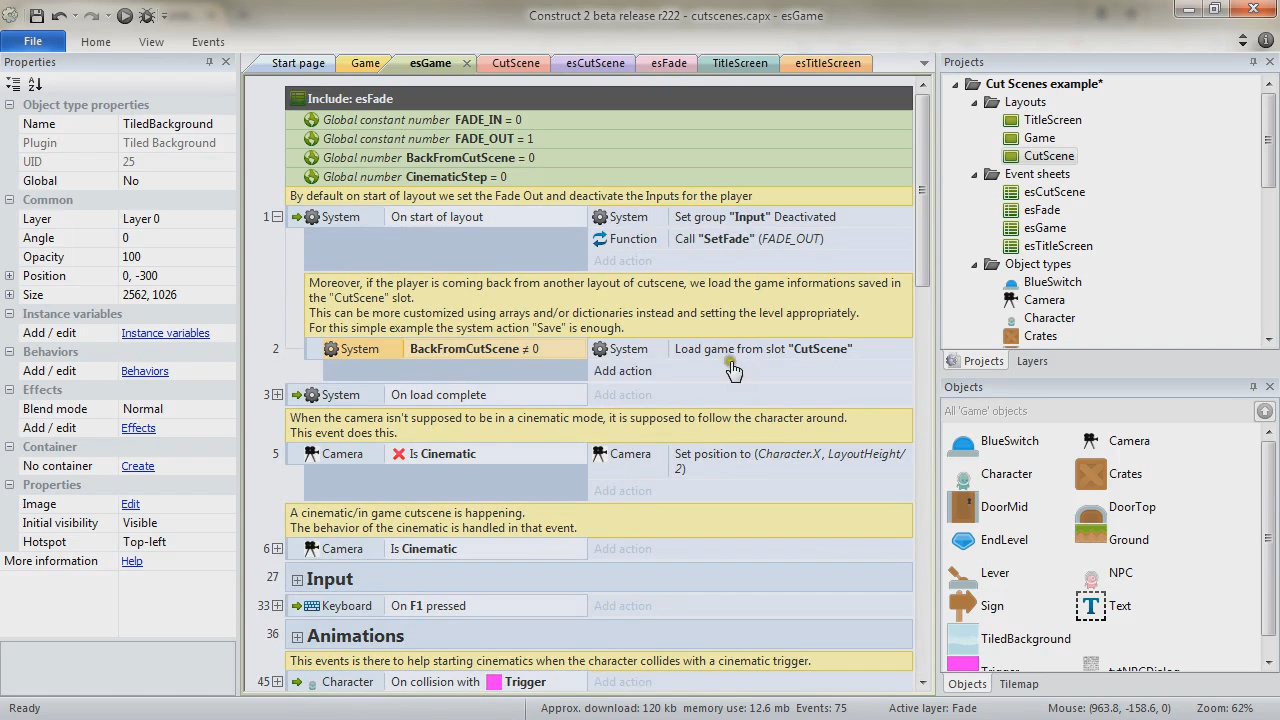 Construct 2 beta release r222 - cutscenes.capx - esGame
File
Home
View
Events
Properties
Object type properties
Name
TiledBackground
Plugin
Tiled Background
UID
25
Global
No
Common
Layer
Layer 0
Angle
0
Opacity
100
Position
0, -300
Size
2562, 1026
Instance variables
Add / edit
Instance variables
Behaviors
Add / edit
Behaviors
Effects
Blend mode
Normal
Add / edit
Effects
Container
No container
Create
Properties
Image
Edit
Initial visibility
Visible
Hotspot
Top-left
More information
Help
Start page
Game
esGame
CutScene
esCutScene
esFade
TitleScreen
esTitleScreen
Include: esFade
Global constant number FADE_IN = 0
Global constant number FADE_OUT = 1
Global number BackFromCutScene = 0
Global number CinematicStep = 0
By default on start of layout we set the Fade Out and deactivate the Inputs for the player
1
System
On start of layout
System
Set group "Input" Deactivated
Function
Call "SetFade" (FADE_OUT)
Add action
Moreover, if the player is coming back from another layout of cutscene, we load the game informations saved in
the "CutScene" slot.
This can be more customized using arrays and/or dictionaries instead and setting the level appropriately.
For this simple example the system action "Save" is enough.
2
System
BackFromCutScene ≠ 0
System
Load game from slot "CutScene"
Add action
3
System
On load complete
Add action
When the camera isn't supposed to be in a cinematic mode, it is supposed to follow the character around.
This event does this.
5
Camera
Is Cinematic
Camera
Set position to (Character.X, LayoutHeight/
2)
Add action
A cinematic/in game cutscene is happening.
The behavior of the cinematic is handled in that event.
6
Camera
Is Cinematic
Add action
27
Input
33
Keyboard
On F1 pressed
Add action
36
Animations
This events is there to help starting cinematics when the character collides with a cinematic trigger.
45
Character
On collision with
Trigger
Add action
Projects
Cut Scenes example*
Layouts
TitleScreen
Game
CutScene
Event sheets
esCutScene
esFade
esGame
esTitleScreen
Object types
BlueSwitch
Camera
Character
Crates
Projects
Layers
Objects
All 'Game' objects
BlueSwitch
Camera
Character
Crates
DoorMid
DoorTop
EndLevel
Ground
Lever
NPC
Sign
Text
TiledBackground
Trigger
txtNPCDialog
Objects
Tilemap
Ready
Approx. download: 120 kb
memory use: 12.6 mb
Events: 75
Active layer: Fade
Mouse: (963.8, -158.6, 0)
Zoom: 62%